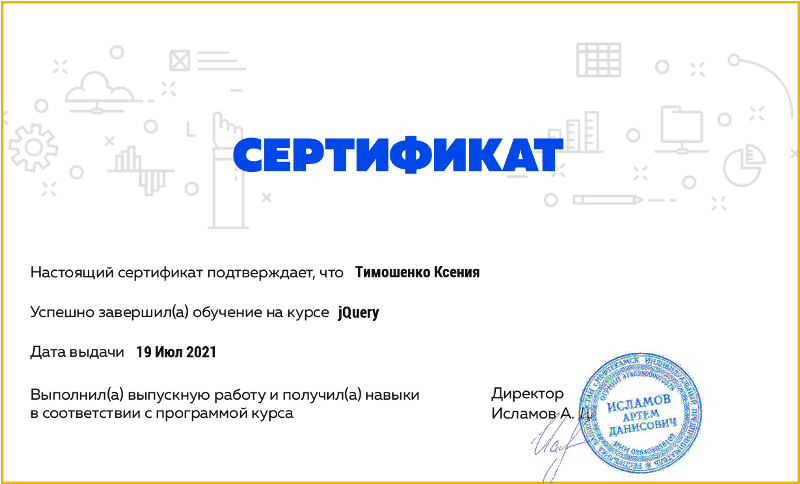 СЕРТИФИКАТ
Настоящий сертификат подтверждает, что Тимошенко Ксения
Успешно завершил(а) обучение на курсе jQuery
Дата выдачи 19 Июл 2021
Выполнил(а) выпускную работу и получил(а) навыки
в соответствии с программой курса
Директор
Исламов А. Д.
ИСЛАМОВ
АРТЕМ
ДАНИСОВИЧ